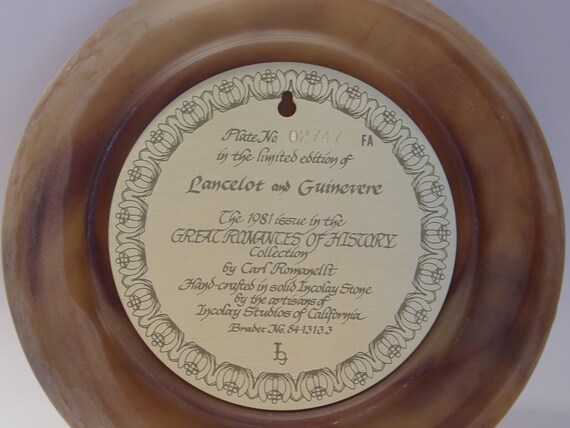 Plate No. 02747 FA
in the limited edition of
Lancelot and Guinevere
The 1981 issue in the
GREAT ROMANCES OF HISTORY
Collection
by Carl Romanelli
Hand-crafted in solid Incolay Stone
by the artisans of
Incolay Studios of California
Bradex No. 84-I31-3.3